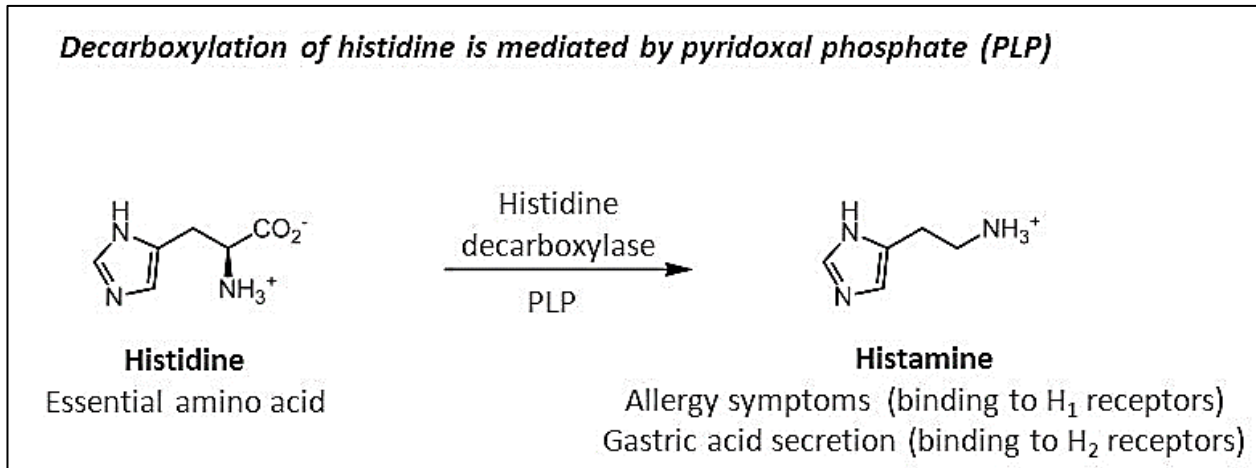 Decarboxylation of histidine is mediated by pyridoxal phosphate (PLP)
H
N
N
CO₂⁻
NH₃⁺
Histidine
decarboxylase
PLP
H
N
N
NH₃⁺
Histidine
Essential amino acid
Histamine
Allergy symptoms (binding to H₁ receptors)
Gastric acid secretion (binding to H₂ receptors)